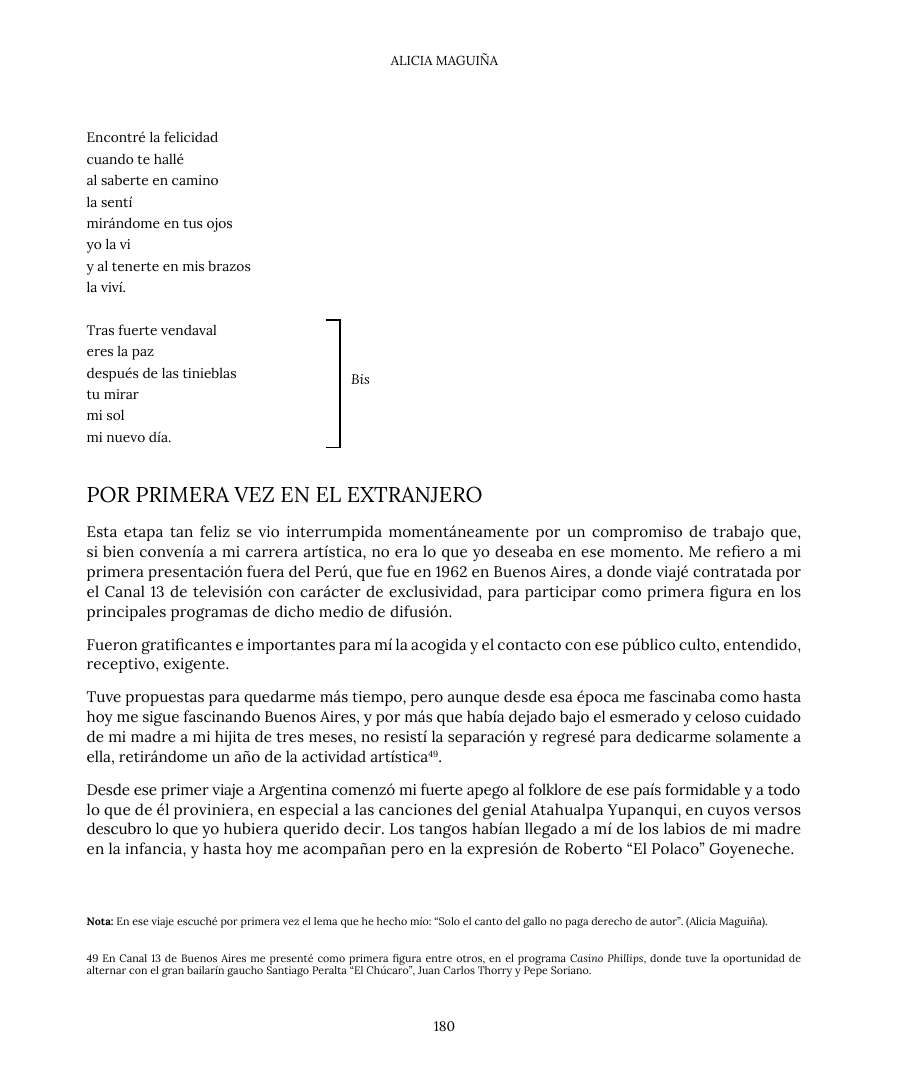 ALICIA MAGUIÑA
Encontré la felicidad
cuando te hallé
al saberte en camino
la sentí
mirándome en tus ojos
yo la vi
y al tenerte en mis brazos
la viví.
Tras fuerte vendaval
eres la paz
después de las tinieblas
tu mirar
mi sol
mi nuevo día.
Bis
POR PRIMERA VEZ EN EL EXTRANJERO
Esta etapa tan feliz se vio interrumpida momentáneamente por un compromiso de trabajo que,
si bien convenía a mi carrera artística, no era lo que yo deseaba en ese momento. Me refiero a mi
primera presentación fuera del Perú, que fue en 1962 en Buenos Aires, a donde viajé contratada por
el Canal 13 de televisión con carácter de exclusividad, para participar como primera figura en los
principales programas de dicho medio de difusión.
Fueron gratificantes e importantes para mí la acogida y el contacto con ese público culto, entendido,
receptivo, exigente.
Tuve propuestas para quedarme más tiempo, pero aunque desde esa época me fascinaba como hasta
hoy me sigue fascinando Buenos Aires, y por más que había dejado bajo el esmerado y celoso cuidado
de mi madre a mi hijita de tres meses, no resistí la separación y regresé para dedicarme solamente a
ella, retirándome un año de la actividad artística⁴⁹.
Desde ese primer viaje a Argentina comenzó mi fuerte apego al folklore de ese país formidable y a todo
lo que de él proviniera, en especial a las canciones del genial Atahualpa Yupanqui, en cuyos versos
descubro lo que yo hubiera querido decir. Los tangos habían llegado a mí de los labios de mi madre
en la infancia, y hasta hoy me acompañan pero en la expresión de Roberto “El Polaco” Goyeneche.
Nota: En ese viaje escuché por primera vez el lema que he hecho mío: “Solo el canto del gallo no paga derecho de autor”. (Alicia Maguiña).
49 En Canal 13 de Buenos Aires me presenté como primera figura entre otros, en el programa Casino Phillips, donde tuve la oportunidad de
alternar con el gran bailarín gaucho Santiago Peralta “El Chúcaro”, Juan Carlos Thorry y Pepe Soriano.
180